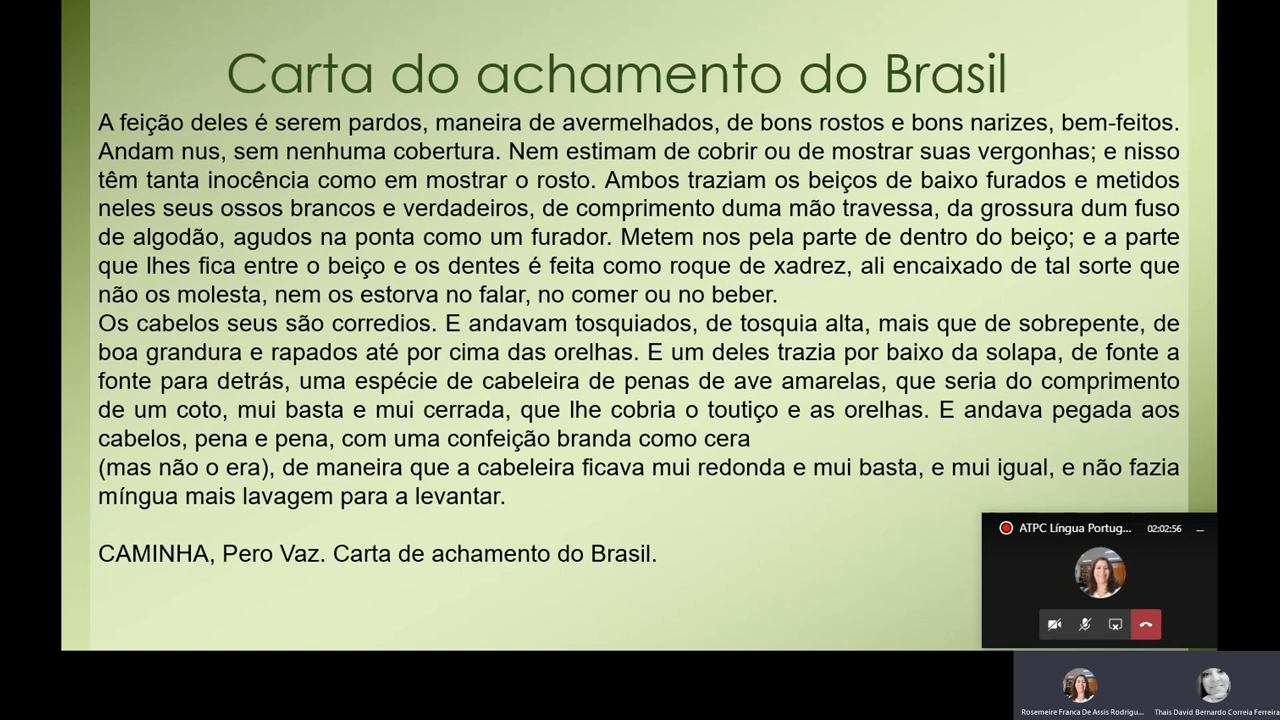 Carta do achamento do Brasil
A feição deles é serem pardos, maneira de avermelhados, de bons rostos e bons narizes, bem-feitos.
Andam nus, sem nenhuma cobertura. Nem estimam de cobrir ou de mostrar suas vergonhas; e nisso
têm tanta inocência como em mostrar o rosto. Ambos traziam os beiços de baixo furados e metidos
neles seus ossos brancos e verdadeiros, de comprimento duma mão travessa, da grossura dum fuso
de algodão, agudos na ponta como um furador. Metem nos pela parte de dentro do beiço; e a parte
que lhes fica entre o beiço e os dentes é feita como roque de xadrez, ali encaixado de tal sorte que
não os molesta, nem os estorva no falar, no comer ou no beber.
Os cabelos seus são corredios. E andavam tosquiados, de tosquia alta, mais que de sobrepente, de
boa grandura e rapados até por cima das orelhas. E um deles trazia por baixo da solapa, de fonte a
fonte para detrás, uma espécie de cabeleira de penas de ave amarelas, que seria do comprimento
de um coto, mui basta e mui cerrada, que lhe cobria o toutiço e as orelhas. E andava pegada aos
cabelos, pena e pena, com uma confeição branda como cera
(mas não o era), de maneira que a cabeleira ficava mui redonda e mui basta, e mui igual, e não fazia
míngua mais lavagem para a levantar.
CAMINHA, Pero Vaz. Carta de achamento do Brasil.
ATPC Língua Portug... 02:02:56
Rosemeire Franca De Assis Rodrigu... Thais David Bernardo Correia Ferreira